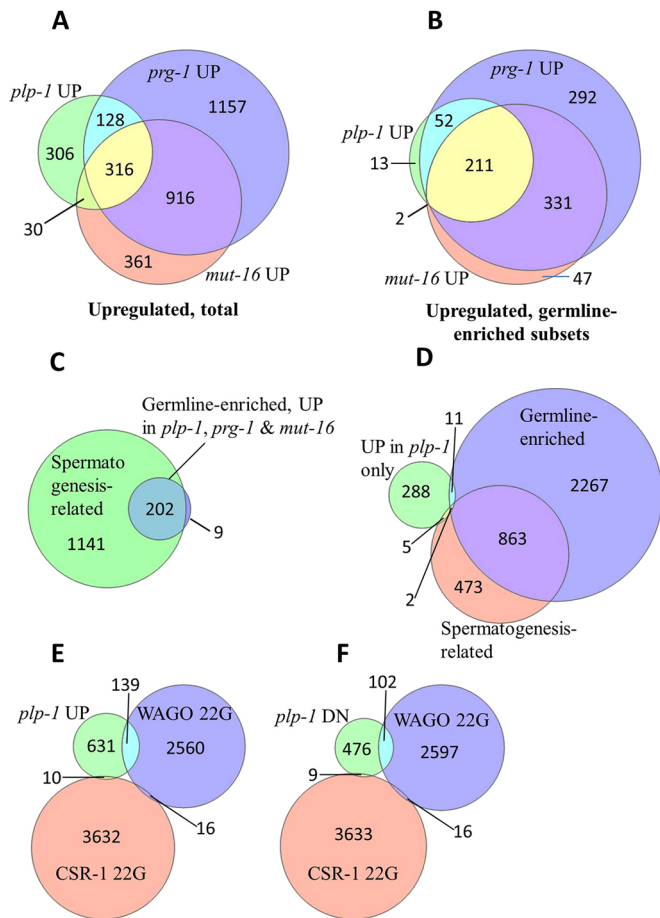 A
prg-1 UP
plp-1 UP
1157
128
306
316
916
30
361
mut-16 UP
Upregulated, total
B
prg-1 UP
292
52
plp-1 UP
13
211
2
331
mut-16 UP
47
Upregulated, germline-
enriched subsets
C
Germline-enriched, UP
in plp-1, prg-1 & mut-16
Spermato
genesis-
related
202
9
1141
D
Germline-
enriched
11
UP in plp-1
only
288
2267
5
863
2
473
Spermatogenesis-
related
E
139
plp-1 UP
WAGO 22G
631
2560
10
16
3632
CSR-1 22G
F
102
plp-1 DN
WAGO 22G
476
2597
9
16
3633
CSR-1 22G